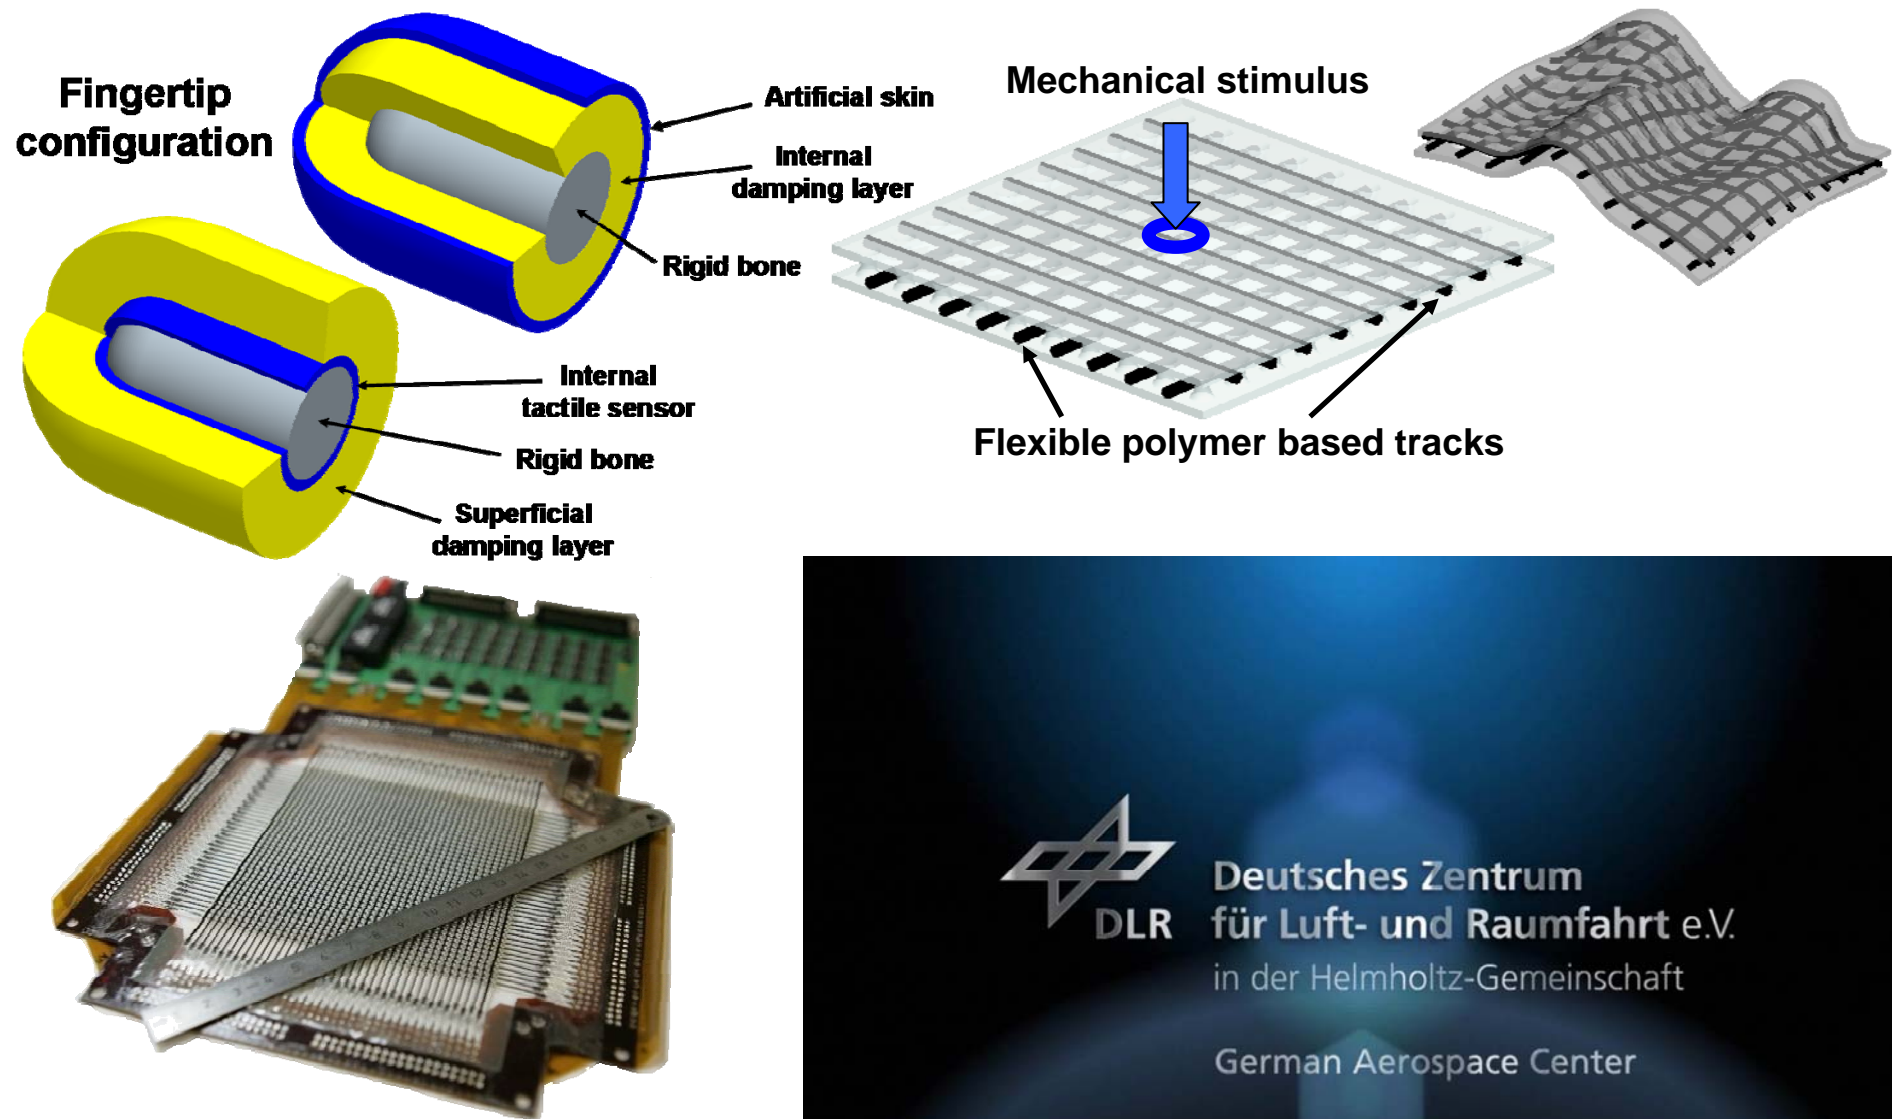 Fingertip
configuration
Artificial skin
Internal
damping layer
Rigid bone
Internal
tactile sensor
Rigid bone
Superficial
damping layer
Mechanical stimulus
Flexible polymer based tracks
DLR
Deutsches Zentrum
für Luft- und Raumfahrt e.V.
in der Helmholtz-Gemeinschaft
German Aerospace Center